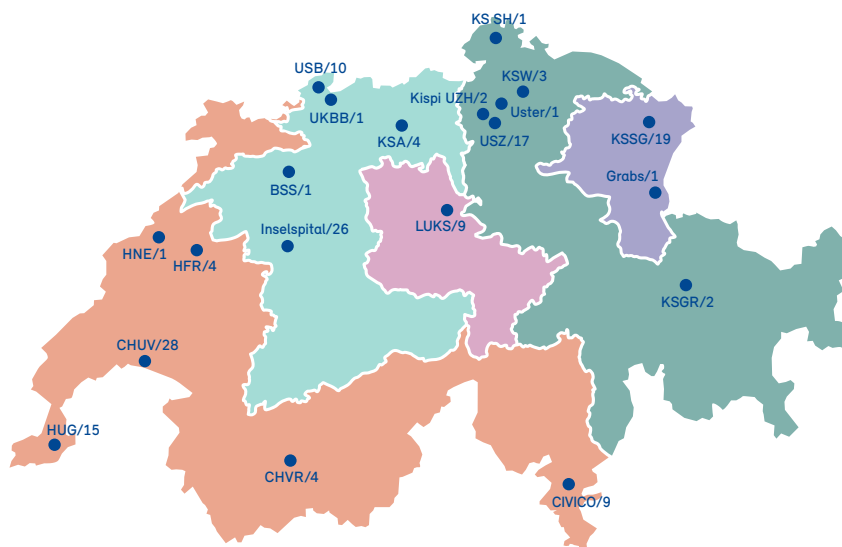 KS SH/1
USB/10
KSW/3
Kispi UZH/2
UKBB/1
Uster/1
KSA/4
USZ/17
KSSG/19
BSS/1
Grabs/1
Inselspital/26
LUKS/9
HNE/1
HFR/4
KSGR/2
CHUV/28
HUG/15
CHVR/4
CIVICO/9